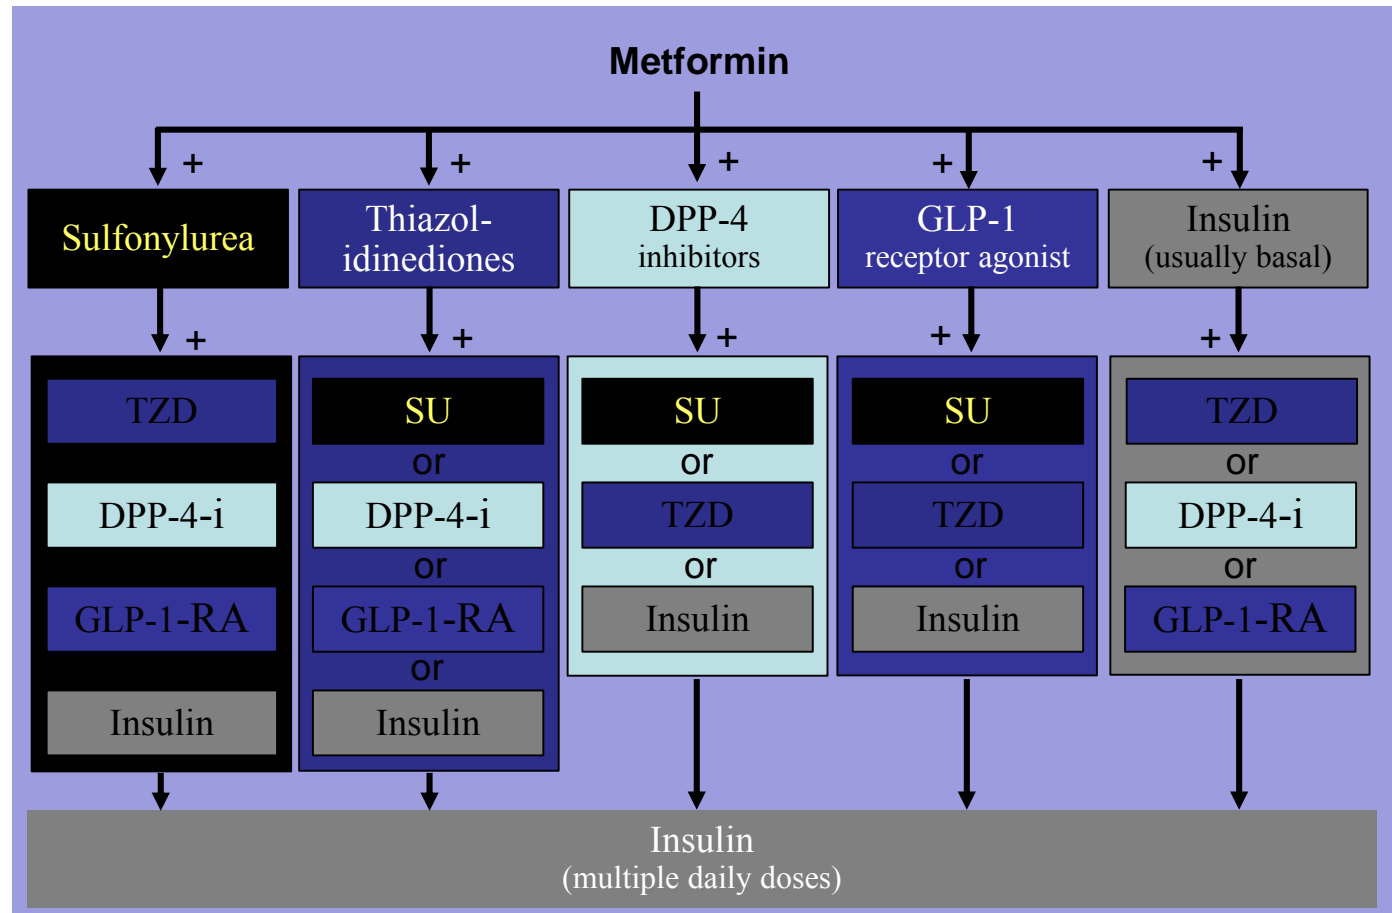 Metformin
+ + + + +
Sulfonylurea
Thiazol-
idinediones
DPP-4
inhibitors
GLP-1
receptor agonist
Insulin
(usually basal)
+ + + + +
TZD
DPP-4-i
GLP-1-RA
Insulin
SU
or
DPP-4-i
or
GLP-1-RA
or
Insulin
SU
or
TZD
or
Insulin
SU
or
TZD
or
Insulin
TZD
or
DPP-4-i
or
GLP-1-RA
Insulin
(multiple daily doses)